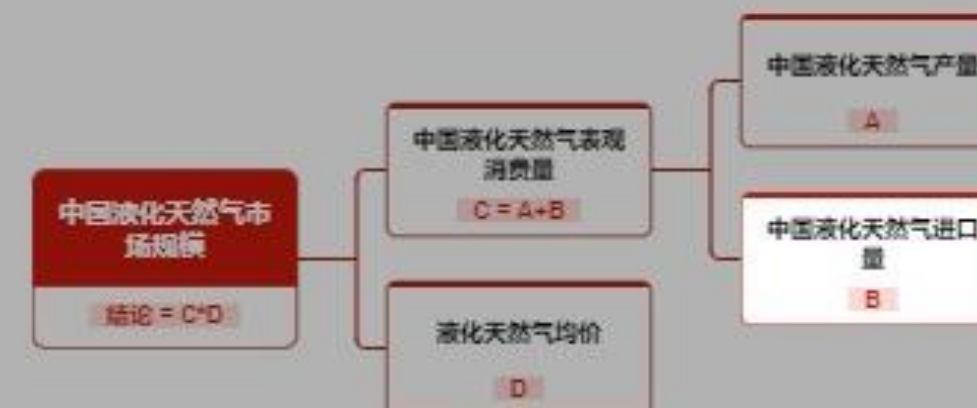 中国液化天然气产量
A
中国液化天然气表观
消费量
C = A+B
中国液化天然气市
场规模
结论 = C*D
中国液化天然气进口
量
B
液化天然气均价
D